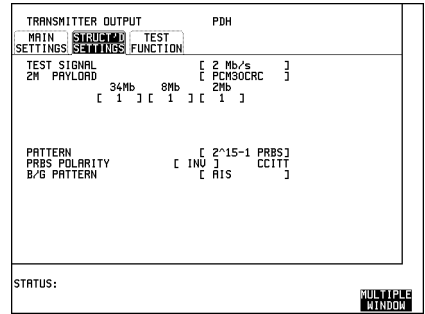 TRANSMITTER OUTPUT PDH
MAIN STRUCT'D TEST
SETTINGS SETTINGS FUNCTION
TEST SIGNAL [ 2 Mb/s ]
2M PAYLOAD [ PCM30CRC ]
34Mb 8Mb 2Mb
[ 1 ] [ 1 ] [ 1 ]
PATTERN [ 2^15-1 PRBS]
PRBS POLARITY [ INV ] CCITT
B/G PATTERN [ AIS ]
STATUS:
MULTIPLE
WINDOW